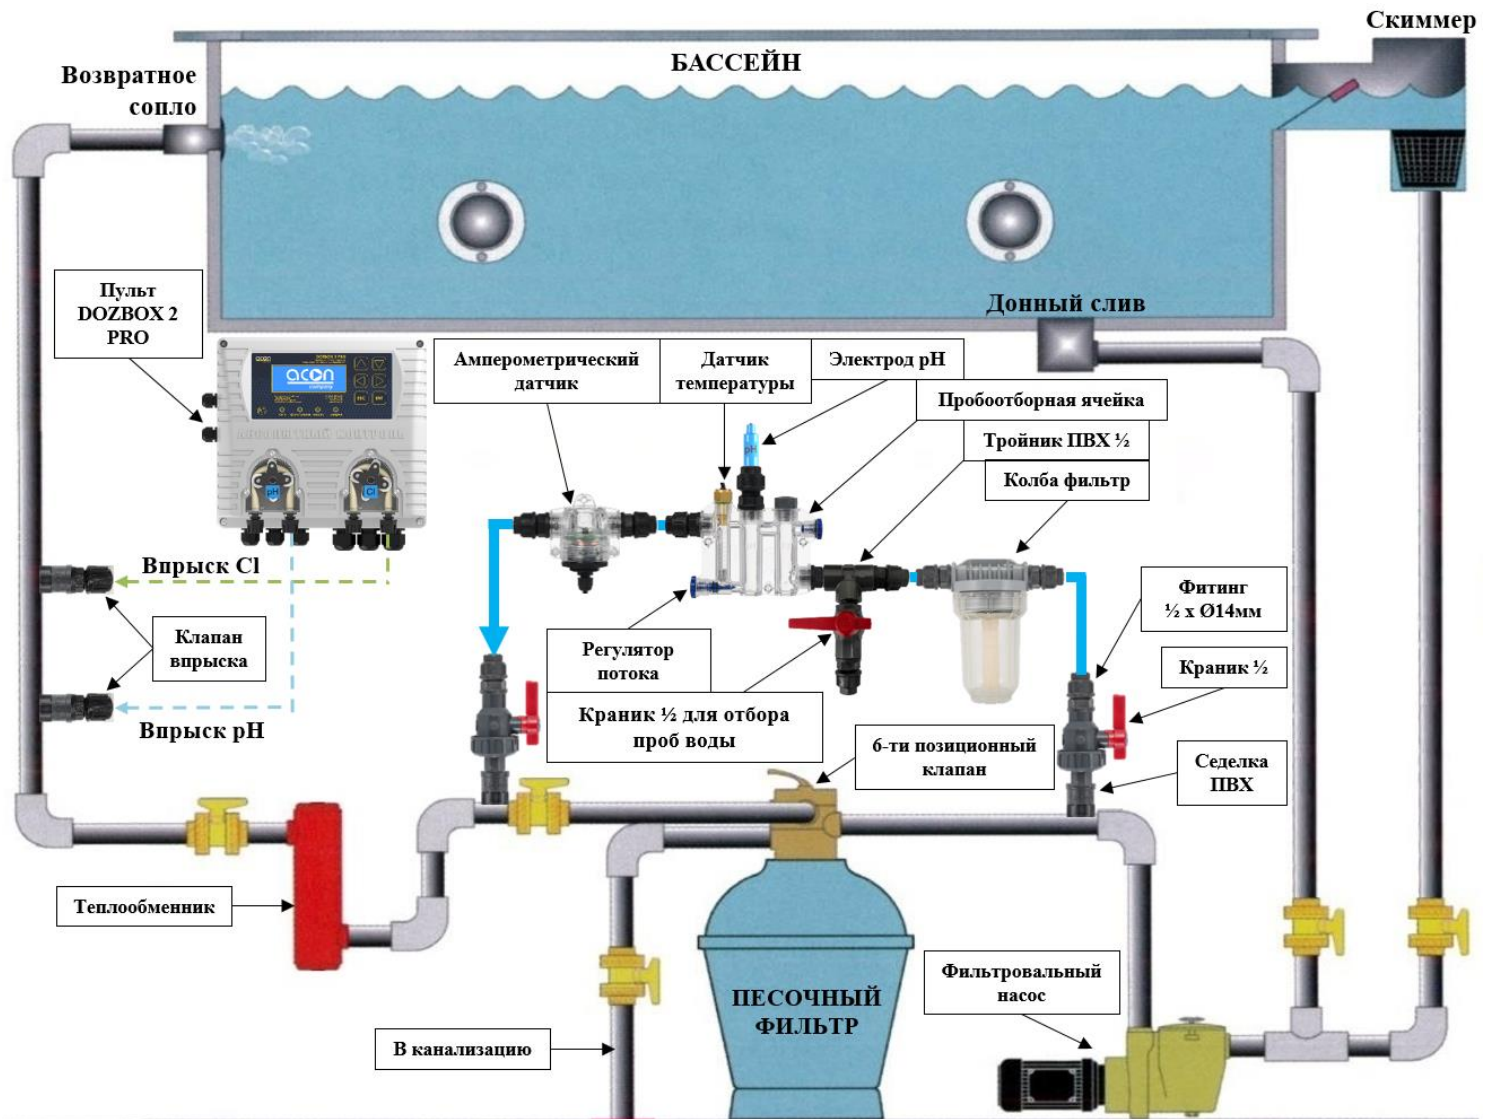 Скиммер
БАССЕЙН
Возвратное
сопло
Пульт
DOZBOX 2
PRO
Донный слив
acon
company
Амперометрический
датчик
Датчик
температуры
Электрод pH
Пробоотборная ячейка
Тройник ПВХ ½
Колба фильтр
pH
pH
Cl
Впрыск Cl
Клапан
впрыска
Впрыск pH
Регулятор
потока
Краник ½ для отбора
проб воды
Фитинг
½ x Ø14мм
Краник ½
6-ти позиционный
клапан
Седелка
ПВХ
Теплообменник
Фильтровальный
насос
ПЕСОЧНЫЙ
ФИЛЬТР
В канализацию